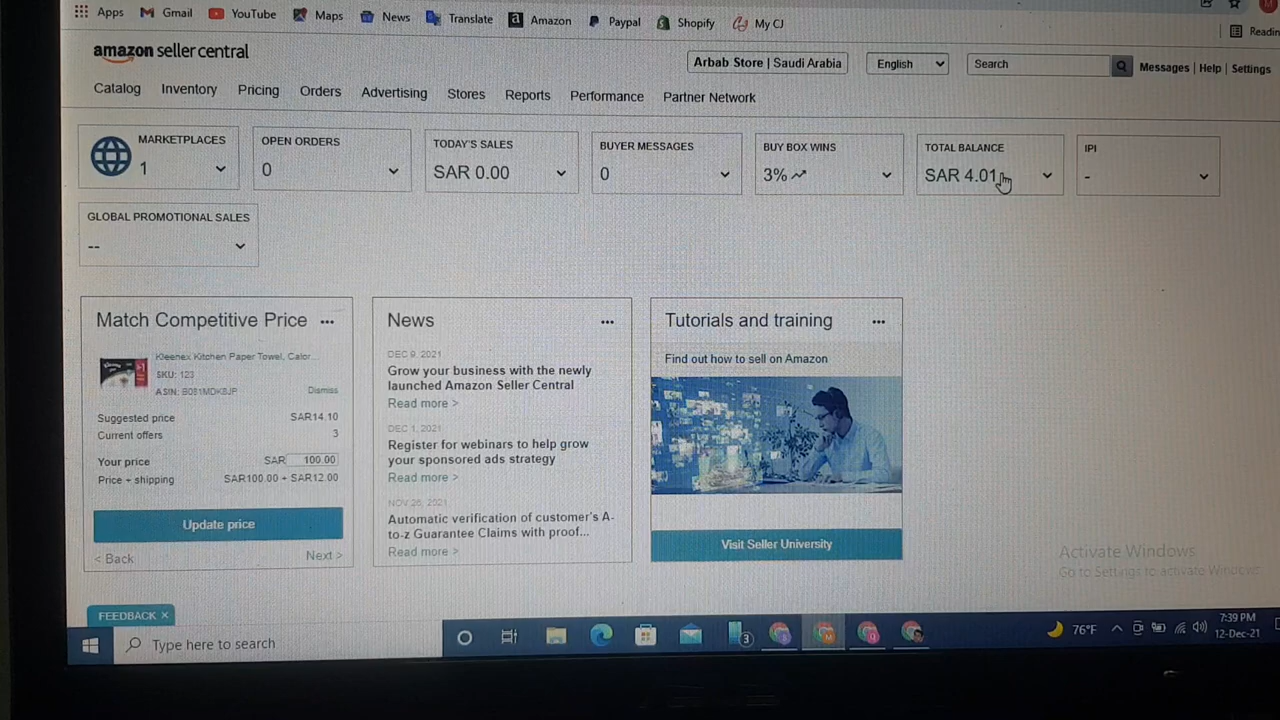 Apps Gmail YouTube Maps News Translate Amazon Paypal Shopify My CJ
amazon seller central
Arbab Store | Saudi Arabia English Search Messages | Help | Settings
Catalog Inventory Pricing Orders Advertising Stores Reports Performance Partner Network
MARKETPLACES
1
OPEN ORDERS
0
TODAY'S SALES
SAR 0.00
BUYER MESSAGES
0
BUY BOX WINS
3%
TOTAL BALANCE
SAR 4.01
IPI
-
GLOBAL PROMOTIONAL SALES
--
Match Competitive Price ...
Kleenex Kitchen Paper Towel, Calor...
SKU: 123
Dismiss
Suggested price SAR14.10
Current offers 3
Your price SAR 100.00
Price + shipping SAR100.00 + SAR12.00
Update price
< Back Next >
News ...
DEC 9, 2021
Grow your business with the newly
launched Amazon Seller Central
Read more >
DEC 1, 2021
Register for webinars to help grow
your sponsored ads strategy
Read more >
NOV 26, 2021
Automatic verification of customer's A-
to-z Guarantee Claims with proof...
Read more >
Tutorials and training ...
Find out how to sell on Amazon
Visit Seller University
Activate Windows
Go to Settings to activate Windows.
FEEDBACK ×
Type here to search
3
76°F
7:39 PM
12-Dec-21